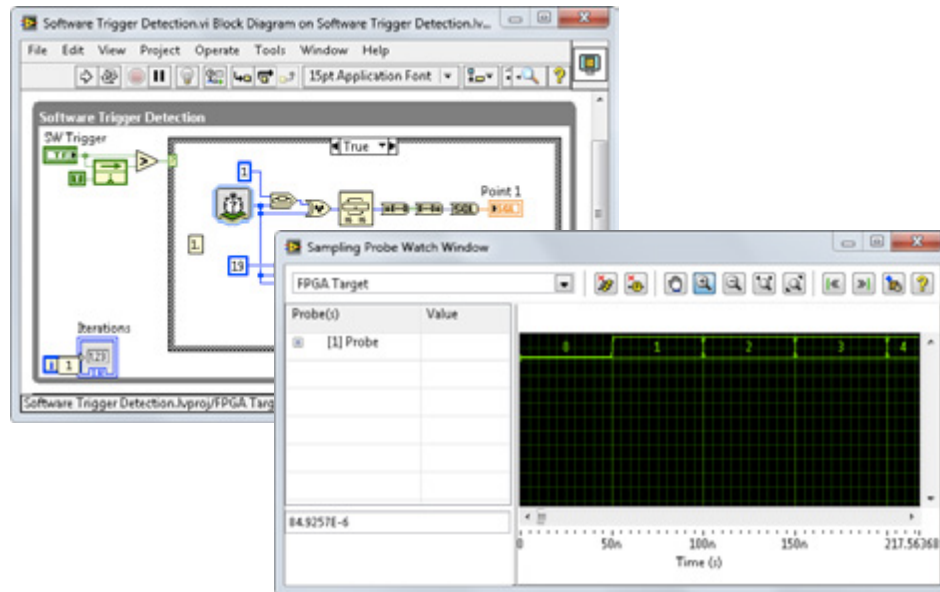 Software Trigger Detection.vi Block Diagram on Software Trigger Detection.lv...
File Edit View Project Operate Tools Window Help
15pt Application Font
Software Trigger Detection
SW Trigger
True
1
Point 1
1.
19
Iterations
123
i 1
Software Trigger Detection.lvproj/FPGA Targ
Sampling Probe Watch Window
FPGA Target
Probe(s) Value
[1] Probe
0 1 2 3 4
84.9257E-6
0 50n 100n 150n 217.56368
Time (s)